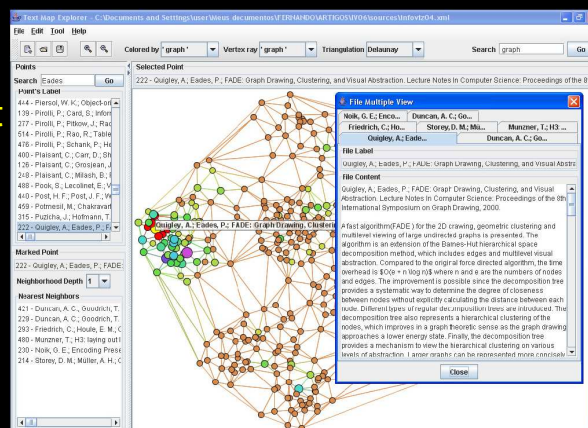 Text Map Explorer - C:\Documents and Settings\user\Meus documentos\FERNANDO\ARTIGOS\IV06\sources\infoviz04_.xml
File Edit Tool Help
Colored by ' graph ' Vertex ray ' graph ' Triangulation Delaunay Search graph Go
Points
Search Eades Go
Point's Label
444 - Piersol, W. K.; Object-ori
139 - Pirolli, P.; Card, S.; Inforn
277 - Pirolli, P.; Pitkow, J.; Rao
514 - Pirolli, P.; Rao, R.; Table
476 - Pirolli, P.; Schank, P.; He
400 - Plaisant, C.; Carr, D.; Sh
126 - Plaisant, C.; Grosjean, J
248 - Plaisant, C.; Milash, B.;
488 - Pook, S.; Lecolinet, E.; V
440 - Post, H. F.; Post, J. F.; W
459 - Potmesil, M.; Chakravar
315 - Puzicha, J.; Hofmann, T.
222 - Quigley, A.; Eades, P.; FA
Marked Point
222 - Quigley, A.; Eades, P.; FADE:
Neighborhood Depth 1
Nearest Neighbors
421 - Duncan, A. C.; Goodrich, T.
229 - Duncan, A. C.; Goodrich, T.
293 - Friedrich, C.; Houle, E. M.; C
480 - Munzner, T.; H3: laying out l
230 - Noik, G. E.; Encoding Prese
214 - Storey, D. M.; Müller, A. H.; C
Selected Point
222 - Quigley, A.; Eades, P.; FADE: Graph Drawing, Clustering, and Visual Abstraction. Lecture Notes In Computer Science: Proceedings of the 8
Quigley, A.; Eades, P.; FADE: Graph Drawing, Clusterin
File Multiple View
Noik, G. E.; Enco... Duncan, A. C.; Go...
Friedrich, C.; Ho... Storey, D. M.; Mü... Munzner, T.; H3: ...
Quigley, A.; Eade... Duncan, A. C.; Go...
File Label
Quigley, A.; Eades, P.; FADE: Graph Drawing, Clustering, and Visual Abstra
File Content
Quigley, A.; Eades, P.; FADE: Graph Drawing, Clustering, and Visual
Abstraction. Lecture Notes In Computer Science: Proceedings of the 8th
International Symposium on Graph Drawing, 2000.
A fast algorithm(FADE ) for the 2D drawing, geometric clustering and
multilevel viewing of large undirected graphs is presented. The
algorithm is an extension of the Barnes-Hut hierarchical space
decomposition method, which includes edges and multilevel visual
abstraction. Compared to the original force directed algorithm, the time
overhead is $O(e + n log n)$ where n and e are the numbers of nodes
and edges. The improvement is possible since the decomposition tree
provides a systematic way to determine the degree of closeness
between nodes without explicitly calculating the distance between each
node. Different types of regular decomposition trees are introduced. The
decomposition tree also represents a hierarchical clustering of the
nodes, which improves in a graph theoretic sense as the graph drawing
approaches a lower energy state. Finally, the decomposition tree
provides a mechanism to view the hierarchical clustering on various
levels of abstraction. Larger graphs can be represented more concisely
Close